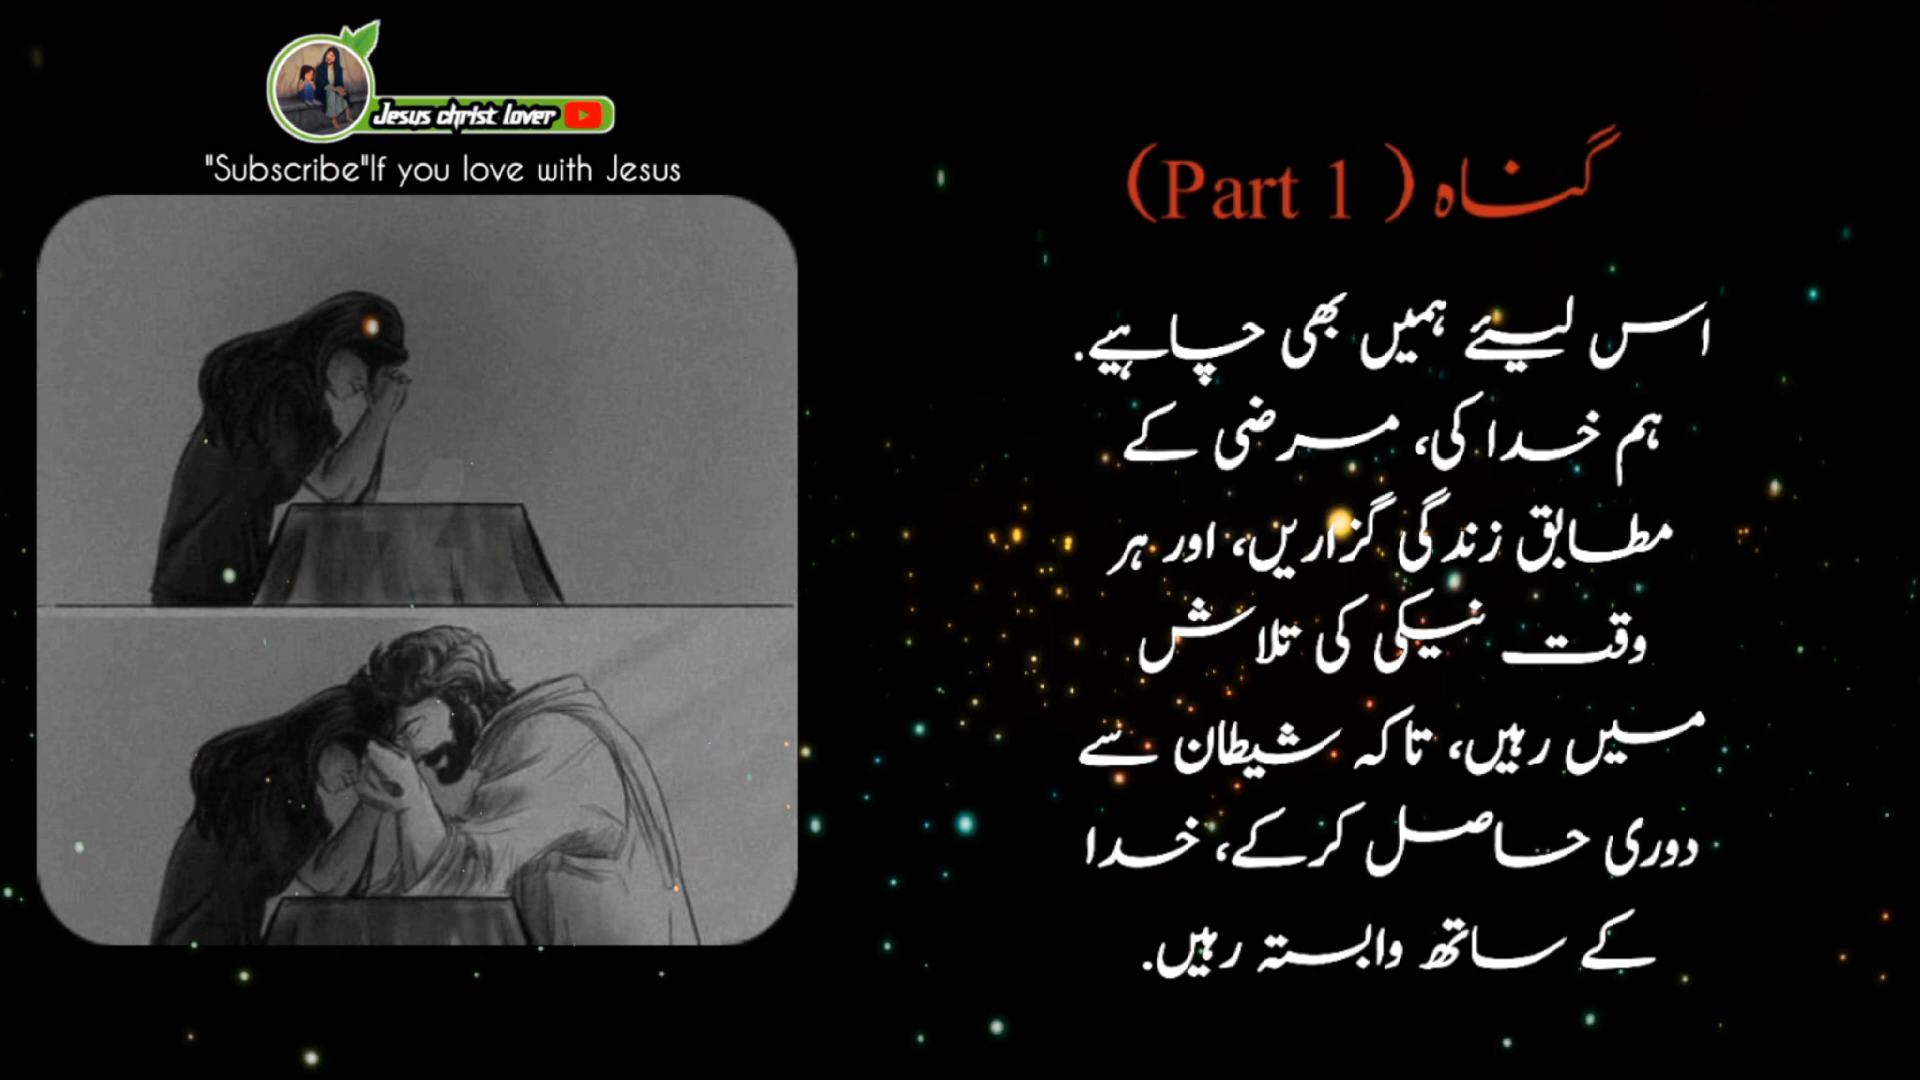 Jesus christ lover
"Subscribe"If you love with Jesus
گناہ (Part 1 )
اس لیئے ہمیں بھی چاہیے.
ہم خدا کی، مرضی کے
مطابق زندگی گزاریں، اور ہر
وقت نیکی کی تلاش
میں رہیں، تاکہ شیطان سے
دوری حاصل کرکے، خدا
کے ساتھ وابستہ رہیں.